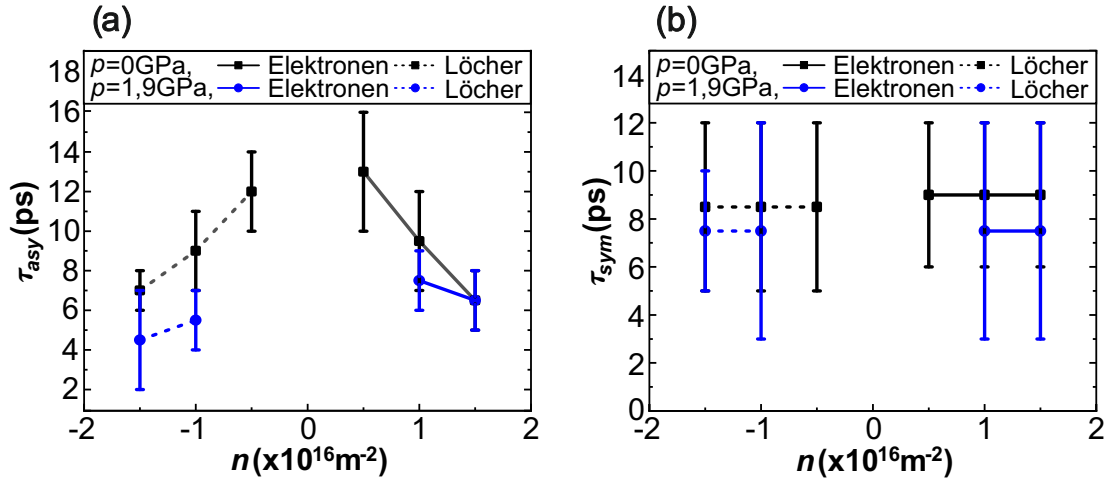 (a)
p=0GPa, Elektronen Löcher
p=1,9GPa, Elektronen Löcher
18
16
14
12
10
8
6
4
2
τasy(ps)
-2 -1 0 1 2
n(x10¹⁶m⁻²)
(b)
p=0GPa, Elektronen Löcher
p=1,9GPa, Elektronen Löcher
14
12
10
8
6
4
2
0
τsym(ps)
-2 -1 0 1 2
n(x10¹⁶m⁻²)